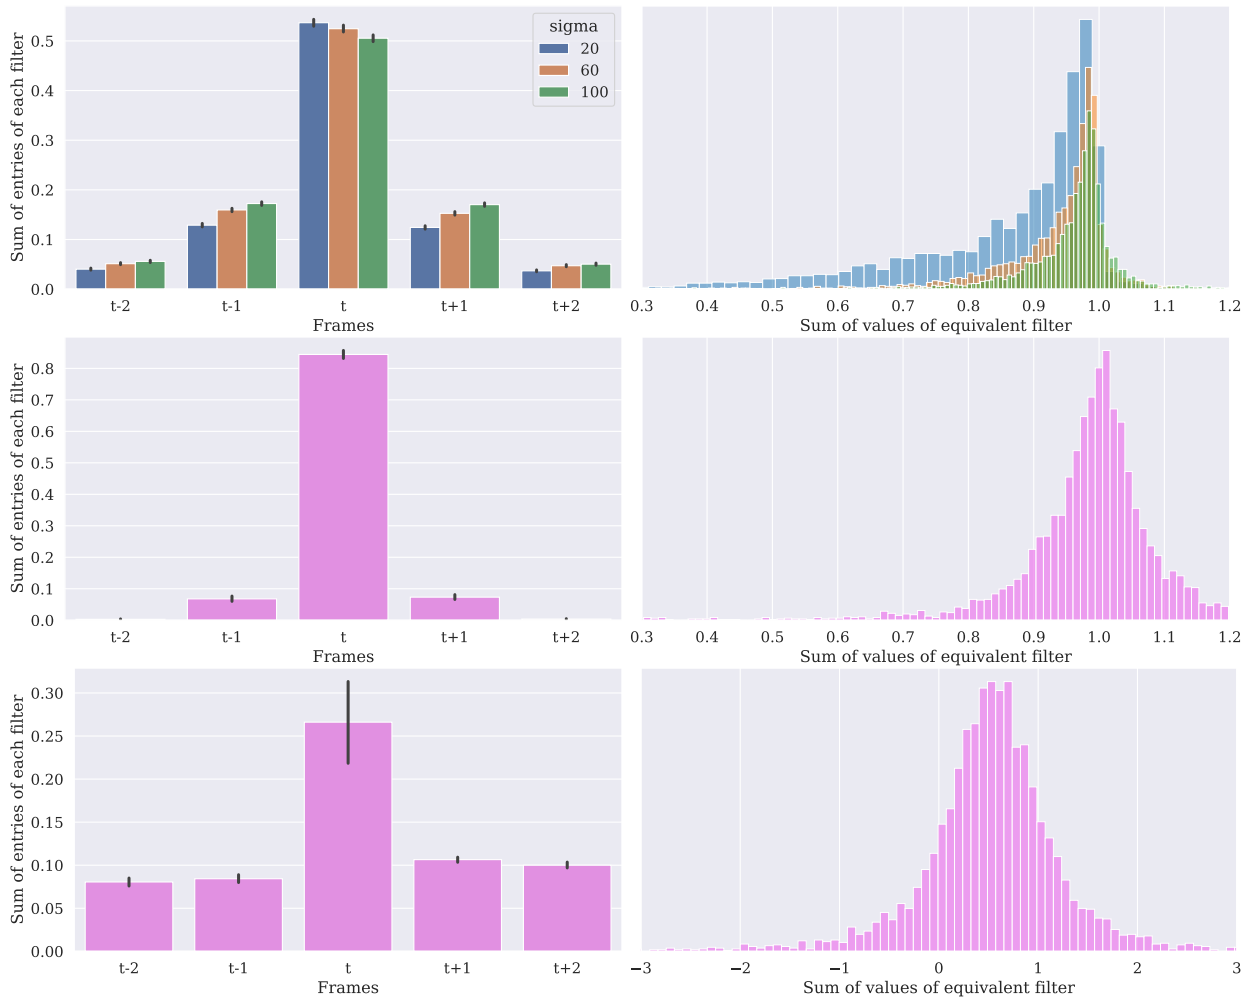 Sum of entries of each filter
0.5
0.4
0.3
0.2
0.1
0.0
sigma
20
60
100
t-2 t-1 t t+1 t+2
Frames
0.3 0.4 0.5 0.6 0.7 0.8 0.9 1.0 1.1 1.2
Sum of values of equivalent filter
Sum of entries of each filter
0.8
0.7
0.6
0.5
0.4
0.3
0.2
0.1
0.0
t-2 t-1 t t+1 t+2
Frames
0.3 0.4 0.5 0.6 0.7 0.8 0.9 1.0 1.1 1.2
Sum of values of equivalent filter
Sum of entries of each filter
0.30
0.25
0.20
0.15
0.10
0.05
0.00
t-2 t-1 t t+1 t+2
Frames
−3 −2 −1 0 1 2 3
Sum of values of equivalent filter